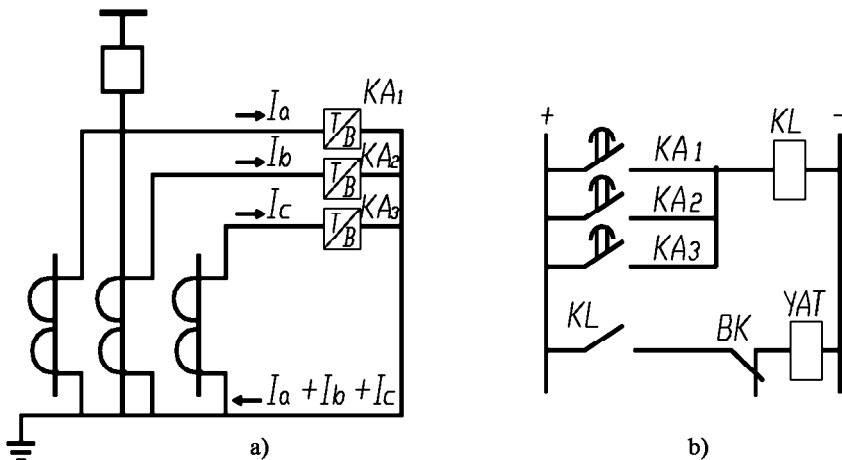 Ia
KA1
T/B
Ib
KA2
T/B
Ic
KA3
T/B
Ia + Ib + Ic
a)
+
-
KL
KA1
KA2
KA3
KL
BK
YAT
b)